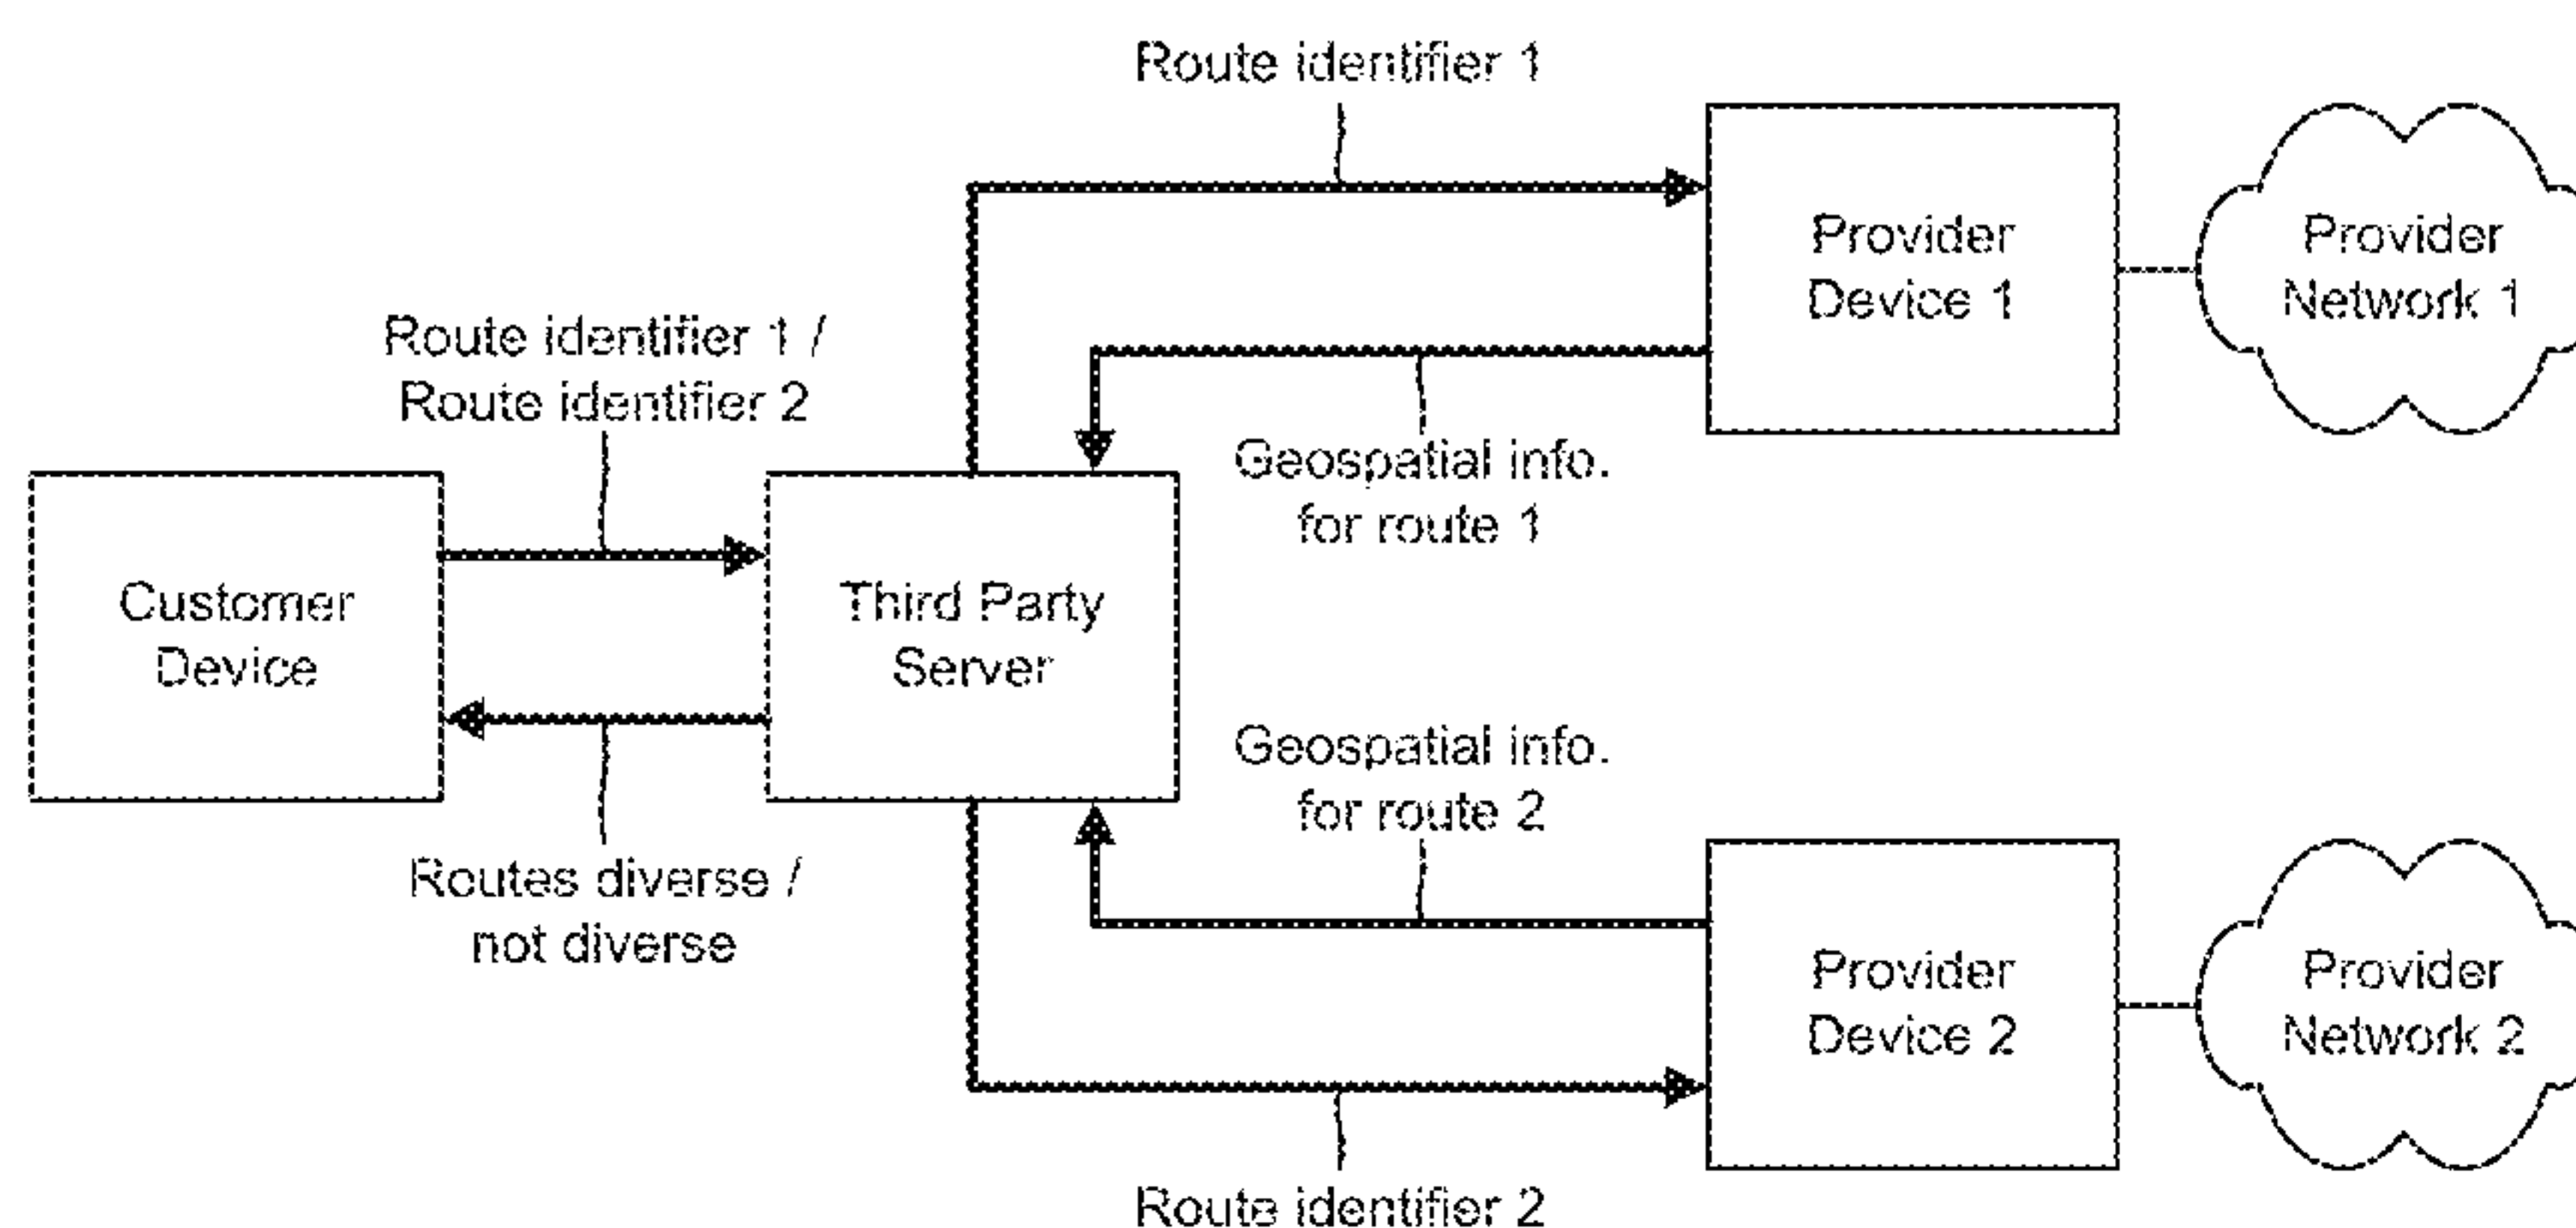 Route identifier 1
Provider
Device 1
Provider
Network 1
Route identifier 1 /
Route identifier 2
Geospatial info.
for route 1
Customer
Device
Third Party
Server
Geospatial info.
for route 2
Routes diverse /
not diverse
Provider
Device 2
Provider
Network 2
Route identifier 2